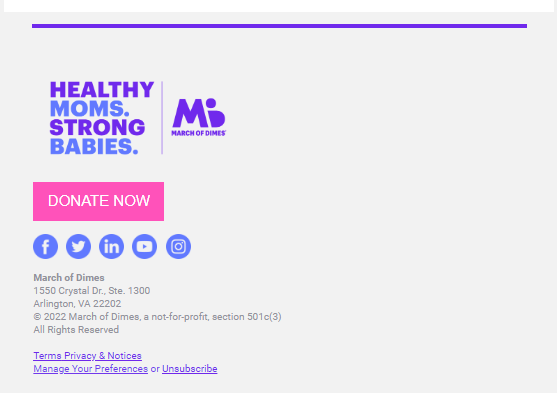 HEALTHY
MOMS.
STRONG
BABIES.
MARCH OF DIMES
DONATE NOW
March of Dimes
1550 Crystal Dr., Ste. 1300
Arlington, VA 22202
© 2022 March of Dimes, a not-for-profit, section 501c(3)
All Rights Reserved
Terms Privacy & Notices
Manage Your Preferences or Unsubscribe